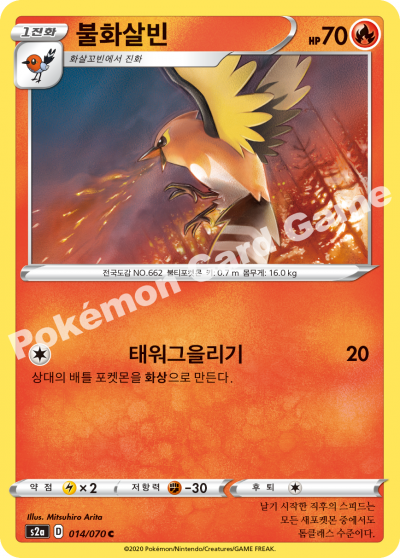 1진화
불화살빈
HP70
화살꼬빈에서 진화
전국도감 NO.662 불티포켓몬 키: 0.7 m 몸무게: 16.0 kg
Pokémon Card Game
태워그을리기 20
상대의 배틀 포켓몬을 화상으로 만든다.
약점 ×2 저항력 -30 후퇴
Illus. Mitsuhiro Arita
s2a D 014/070 C
날기 시작한 직후의 스피드는
모든 새포켓몬 중에서도
톱클래스 수준이다.
©2020 Pokémon/Nintendo/Creatures/GAME FREAK.